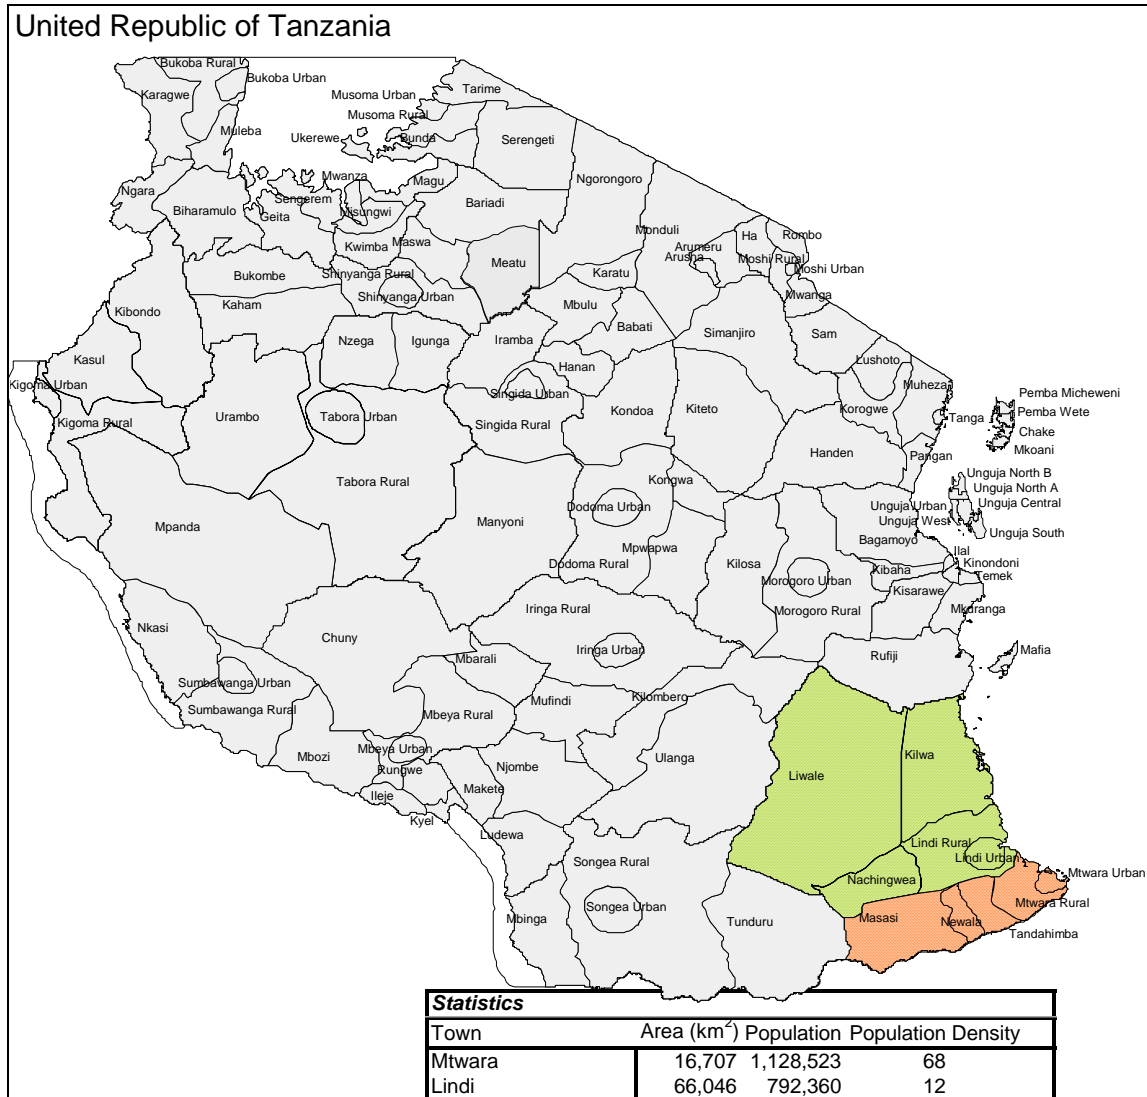 United Republic of Tanzania
Bukoba Rural
Bukoba Urban
Karagwe
Musoma Urban
Tarime
Musoma Rural
Muleba
Ukerewe
Bunda
Serengeti
Ngorongoro
Mwanza
Magu
Ngara
Sengerem
Bariadi
Biharamulo
Geita
Misungwi
Monduli
Ha
Rombo
Kwimba
Maswa
Arumeru
Arusha
Moshi Rural
Meatu
Moshi Urban
Bukombe
Shinyanga Rural
Karatu
Shinyanga Urban
Mwanga
Kaham
Mbulu
Kibondo
Babati
Simanjiro
Sam
Nzega
Igunga
Iramba
Kasul
Hanan
Lushoto
Kigoma Urban
Muheza
Singida Urban
Pemba Micheweni
Kigoma Rural
Urambo
Tabora Urban
Singida Rural
Kondoa
Kiteto
Korogwe
Tanga
Pemba Wete
Chake
Mkoani
Handen
Pangan
Tabora Rural
Kongwa
Unguja North B
Unguja North A
Mpanda
Manyoni
Dodoma Urban
Unguja Urban
Unguja Central
Unguja West
Unguja South
Bagamoyo
Mpwapwa
Dodoma Rural
Kilosa
Ilal
Kinondoni
Kibaha
Temek
Morogoro Urban
Kisarawe
Iringa Rural
Morogoro Rural
Mkuranga
Nkasi
Chuny
Iringa Urban
Rufiji
Mafia
Mbarali
Sumbawanga Urban
Kilombero
Sumbawanga Rural
Mbeya Rural
Mufindi
Mbozi
Mbeya Urban
Ulanga
Kilwa
Rungwe
Njombe
Liwale
Ileje
Makete
Kyel
Ludewa
Lindi Rural
Lindi Urban
Songea Rural
Nachingwea
Mtwara Urban
Mtwara Rural
Songea Urban
Mbinga
Tunduru
Masasi
Newala
Tandahimba
Statistics
Town Area (km2) Population Population Density
Mtwara 16,707 1,128,523 68
Lindi 66,046 792,360 12